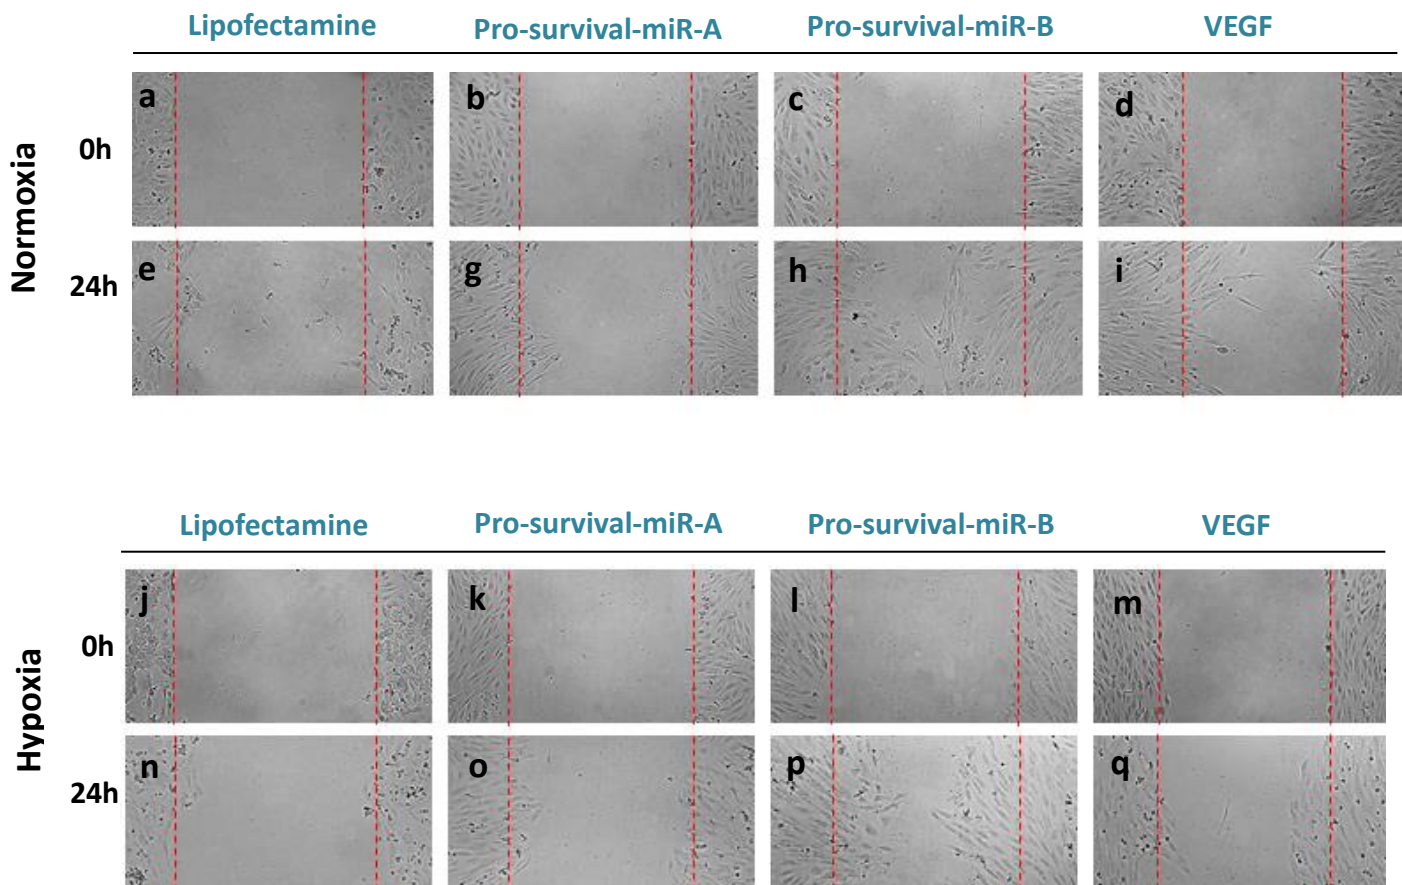 Lipofectamine Pro-survival-miR-A Pro-survival-miR-B VEGF
Normoxia
0h
a b c d
24h
e g h i
Lipofectamine Pro-survival-miR-A Pro-survival-miR-B VEGF
Hypoxia
0h
j k l m
24h
n o p q